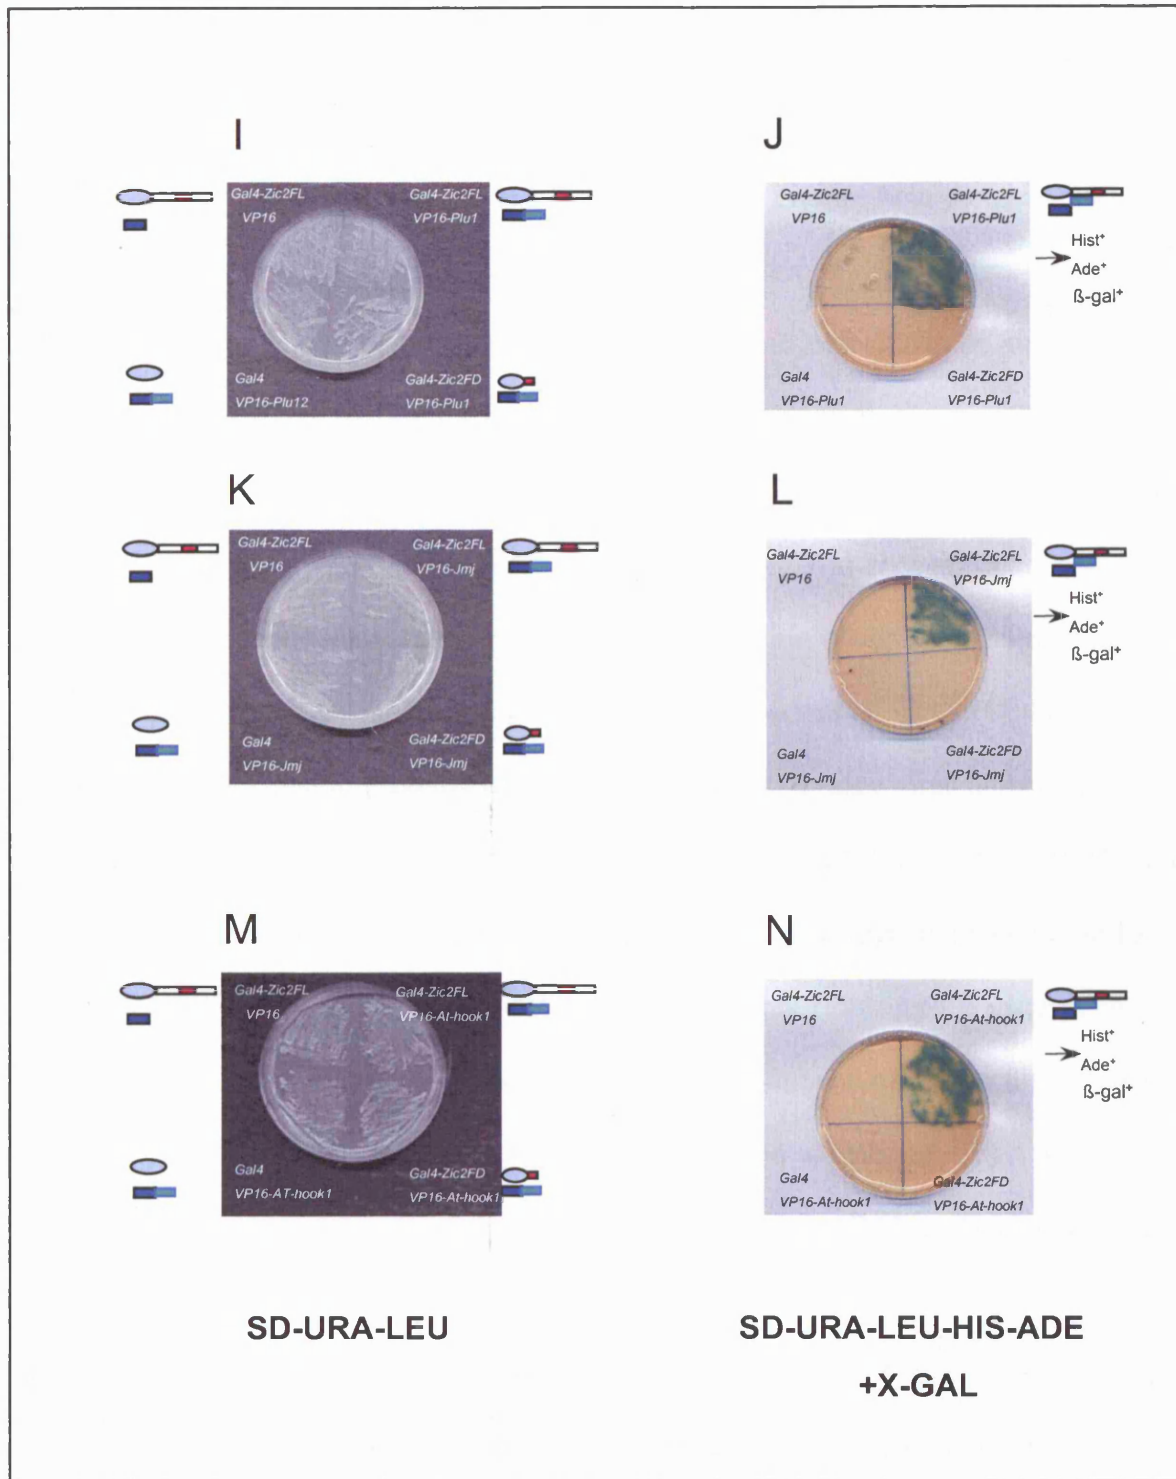 I
J
Gal4-Zic2FL
VP16
Gal4-Zic2FL
VP16-Plu1
Gal4
VP16-Plu12
Gal4-Zic2FD
VP16-Plu1
Gal4-Zic2FL
VP16
Gal4-Zic2FL
VP16-Plu1
Gal4
VP16-Plu1
Gal4-Zic2FD
VP16-Plu1
Hist⁺
Ade⁺
ß-gal⁺
K
L
Gal4-Zic2FL
VP16
Gal4-Zic2FL
VP16-Jmj
Gal4
VP16-Jmj
Gal4-Zic2FD
VP16-Jmj
Gal4-Zic2FL
VP16
Gal4-Zic2FL
VP16-Jmj
Gal4
VP16-Jmj
Gal4-Zic2FD
VP16-Jmj
Hist⁺
Ade⁺
ß-gal⁺
M
N
Gal4-Zic2FL
VP16
Gal4-Zic2FL
VP16-At-hook1
Gal4
VP16-AT-hook1
Gal4-Zic2FD
VP16-At-hook1
Gal4-Zic2FL
VP16
Gal4-Zic2FL
VP16-At-hook1
Gal4
VP16-At-hook1
Gal4-Zic2FD
VP16-At-hook1
Hist⁺
Ade⁺
ß-gal⁺
SD-URA-LEU
SD-URA-LEU-HIS-ADE
+X-GAL